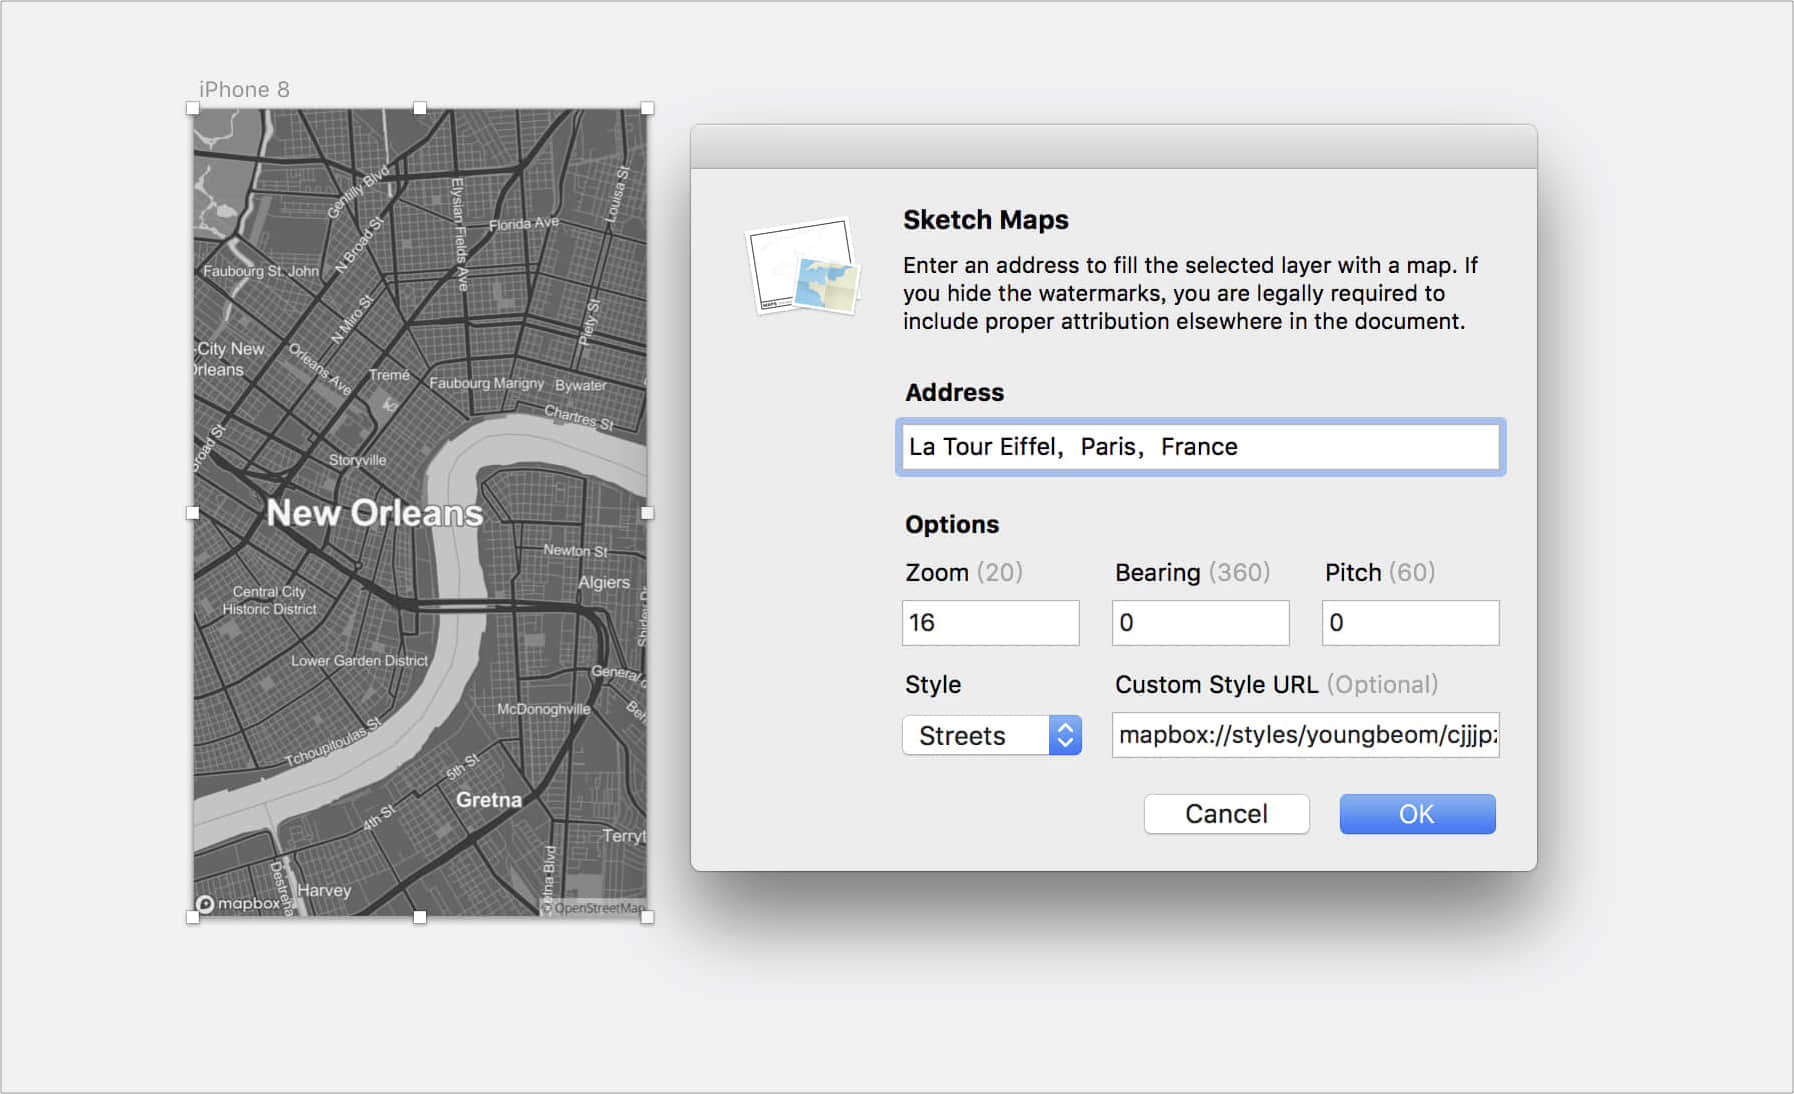 iPhone 8
Gentilly Blvd
Elysian Fields Ave
Louisa St
Florida Ave
N Broad St
Faubourg St. John
N Miro St
Piety St
City New
Orleans Ave
Tremé
Faubourg Marigny
Bywater
Chartres St
Broad St
Storyville
New Orleans
Newton St
Algiers
Central City
Historic District
Shirley Dr
Lower Garden District
General
McDonoghville
Tchoupitoulas St
5th St
Gretna
4th St
Harvey
mapbox
© OpenStreetMap
Sketch Maps
Enter an address to fill the selected layer with a map. If
you hide the watermarks, you are legally required to
include proper attribution elsewhere in the document.
Address
La Tour Eiffel, Paris, France
Options
Zoom (20)
Bearing (360)
Pitch (60)
16
0
0
Style
Custom Style URL (Optional)
Streets
mapbox://styles/youngbeom/cjjjpz
Cancel
OK